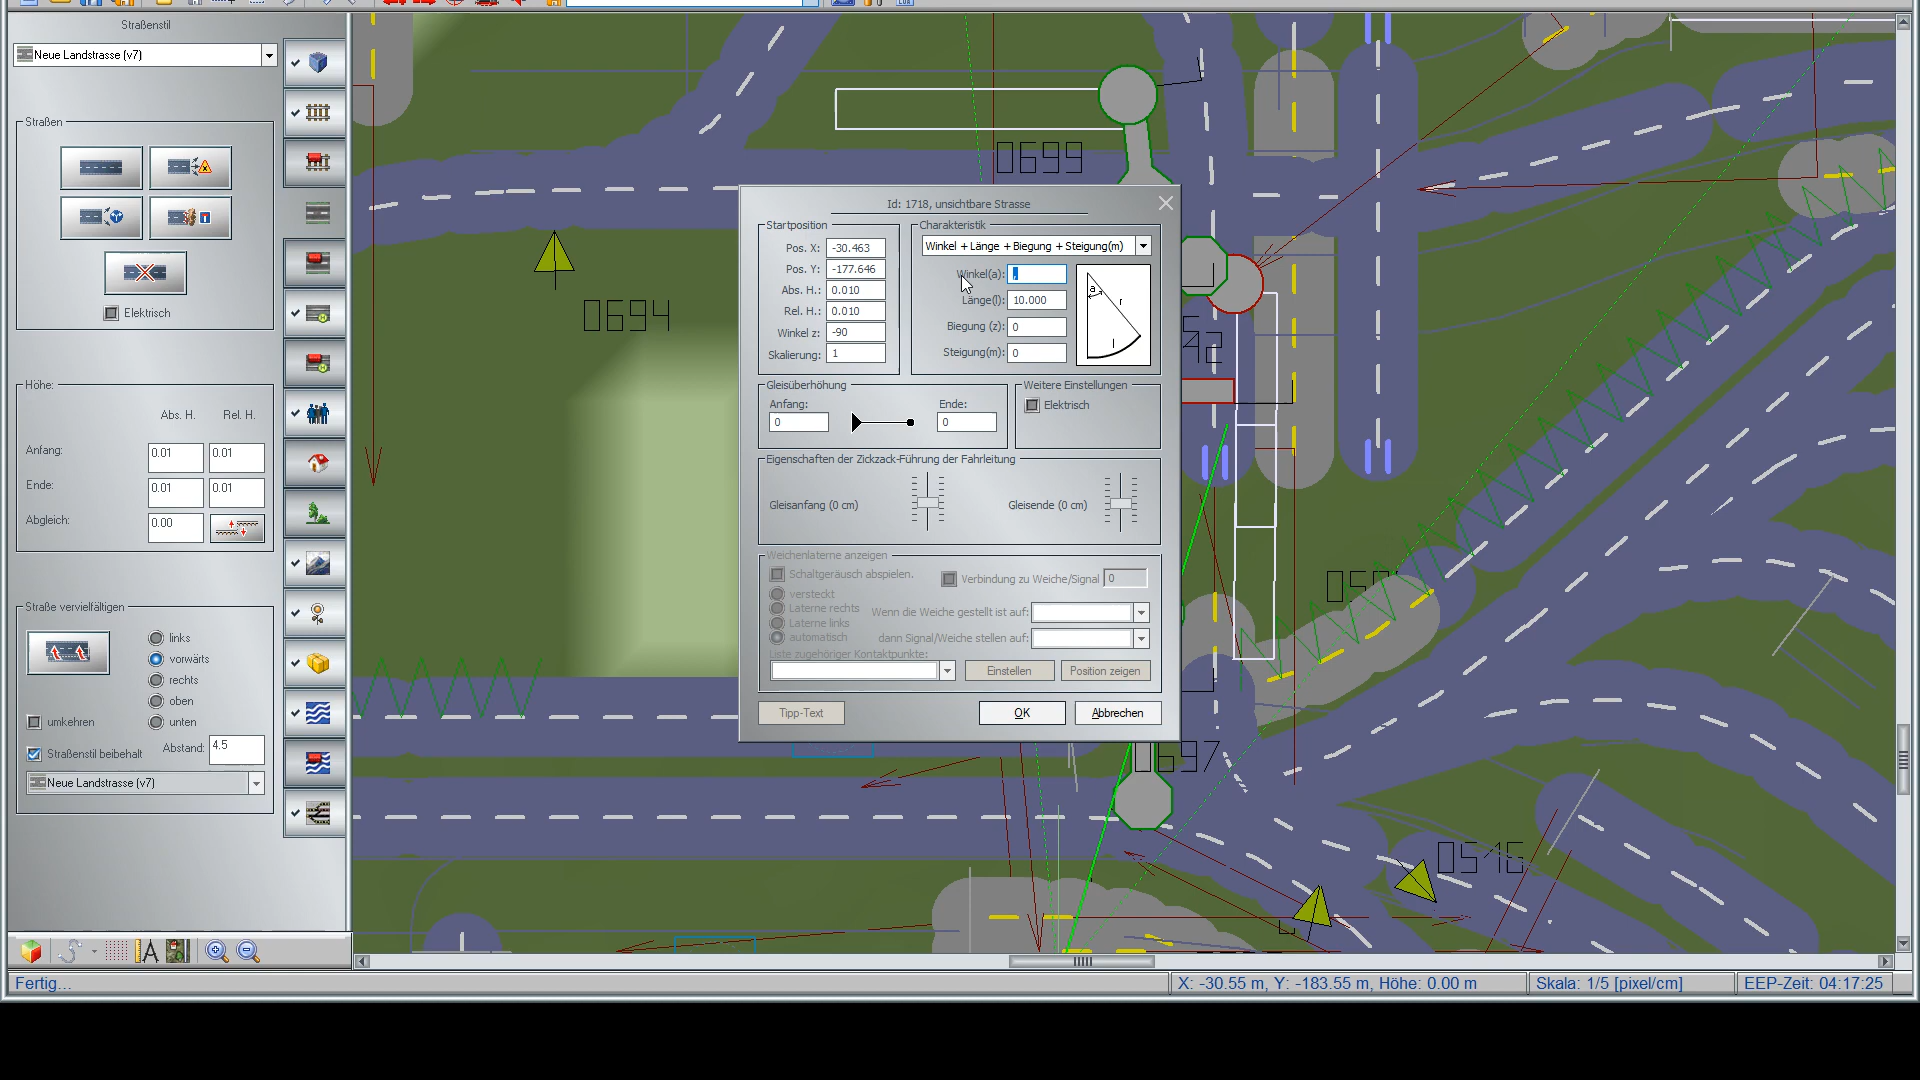 Straßenstil
Neue Landstrasse (v7)
Straßen
Elektrisch
Höhe:
Abs. H. Rel. H.
Anfang: 0.01 0.01
Ende: 0.01 0.01
Abgleich: 0.00
Straße vervielfältigen
links
vorwärts
rechts
oben
umkehren
unten
Straßenstil beibehalt
Abstand: 4.5
Neue Landstrasse (v7)
0699
0694
Id: 1718, unsichtbare Strasse
Startposition
Pos. X: -30.463
Pos. Y: -177.646
Abs. H.: 0.010
Rel. H.: 0.010
Winkel z: -90
Skalierung: 1
Charakteristik
Winkel + Länge + Biegung + Steigung(m)
Winkel(a):
Länge(l): 10.000
Biegung (z): 0
Steigung(m): 0
a
r
l
Gleisüberhöhung
Anfang: Ende:
0 0
Weitere Einstellungen
Elektrisch
Eigenschaften der Zickzack-Führung der Fahrleitung
Gleisanfang (0 cm) Gleisende (0 cm)
Weichenlaterne anzeigen
Schaltgeräusch abspielen.
Verbindung zu Weiche/Signal 0
versteckt
Laterne rechts
Laterne links
automatisch
Wenn die Weiche gestellt ist auf:
dann Signal/Weiche stellen auf:
Liste zugehöriger Kontaktpunkte:
Einstellen Position zeigen
Tipp-Text OK Abbrechen
42
697
0516
Fertig...
X: -30.55 m, Y: -183.55 m, Höhe: 0.00 m
Skala: 1/5 [pixel/cm]
EEP-Zeit: 04:17:25